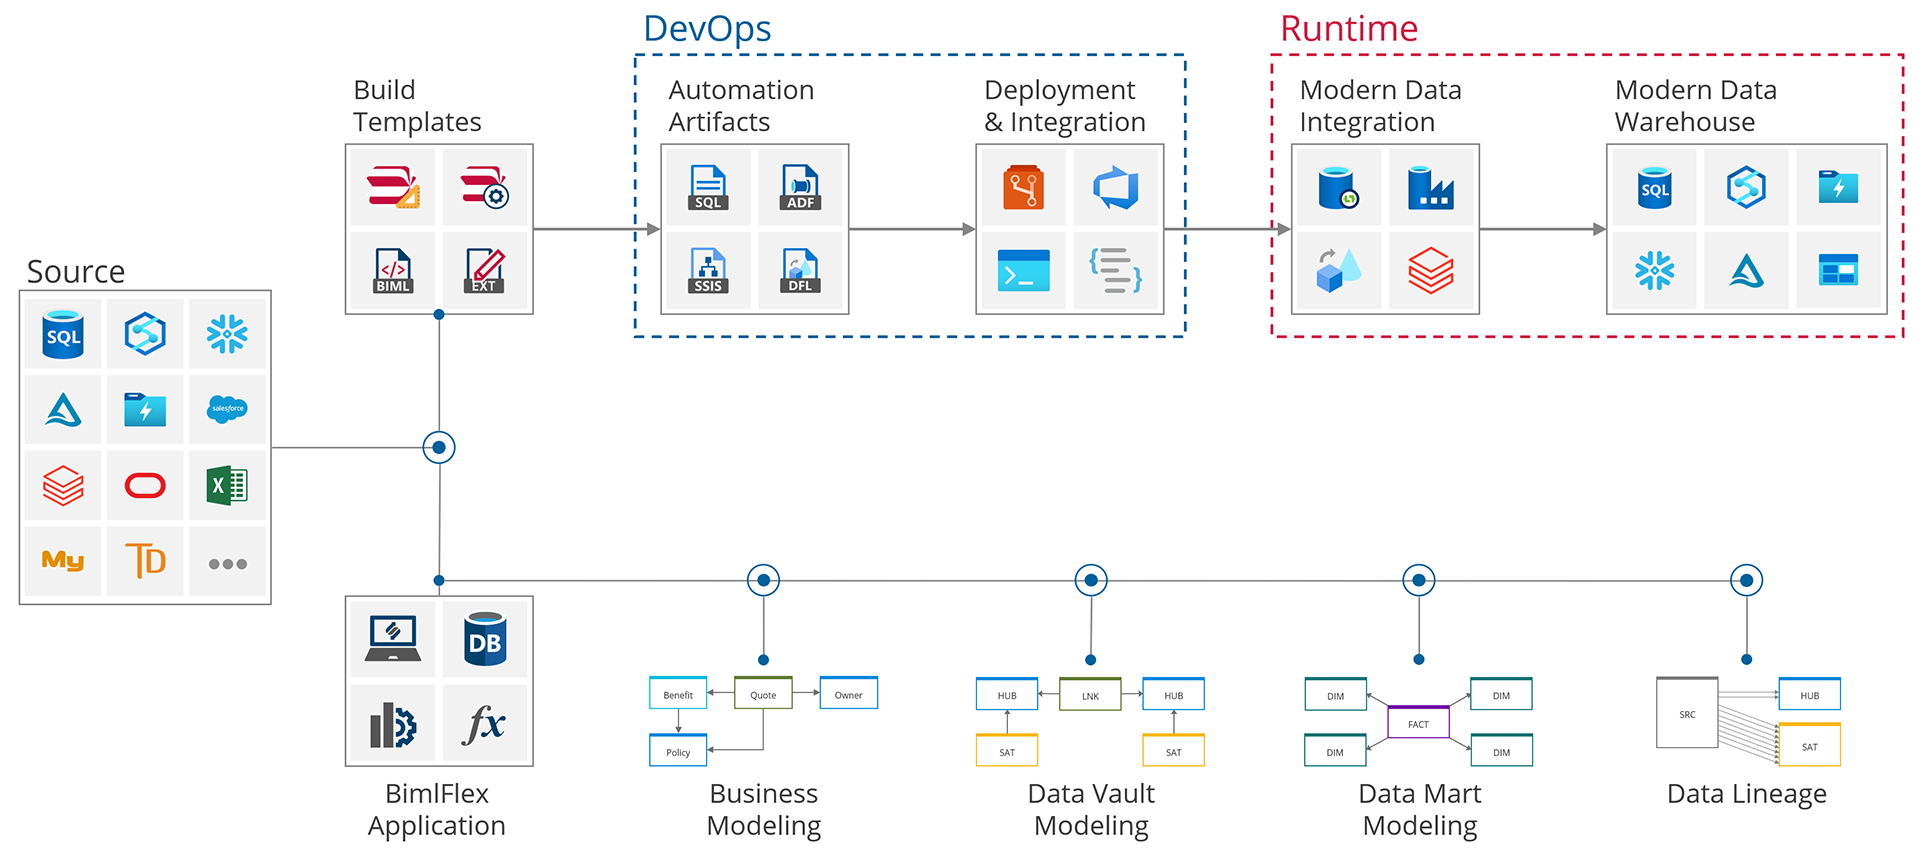 DevOps
Runtime
Build
Templates
Automation
Artifacts
Deployment
& Integration
Modern Data
Integration
Modern Data
Warehouse
SQL
ADF
SQL
BIML
EXT
SSIS
DFL
Source
SQL
salesforce
X
My
TD
DB
fx
Benefit
Quote
Owner
Policy
HUB
LNK
HUB
SAT
SAT
DIM
DIM
FACT
DIM
DIM
SRC
HUB
SAT
BimlFlex
Application
Business
Modeling
Data Vault
Modeling
Data Mart
Modeling
Data Lineage